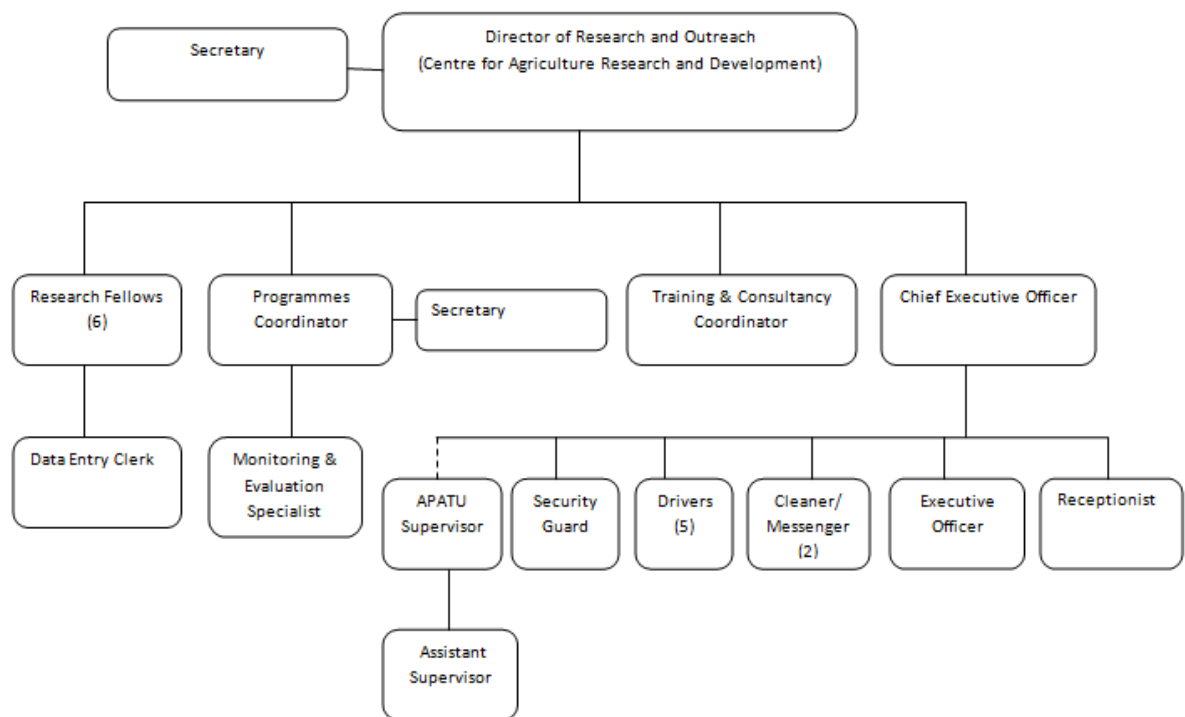 Secretary
Director of Research and Outreach
(Centre for Agriculture Research and Development)
Research Fellows
(6)
Programmes
Coordinator
Secretary
Training & Consultancy
Coordinator
Chief Executive Officer
Data Entry Clerk
Monitoring &
Evaluation
Specialist
APATU
Supervisor
Security
Guard
Drivers
(5)
Cleaner/
Messenger
(2)
Executive
Officer
Receptionist
Assistant
Supervisor